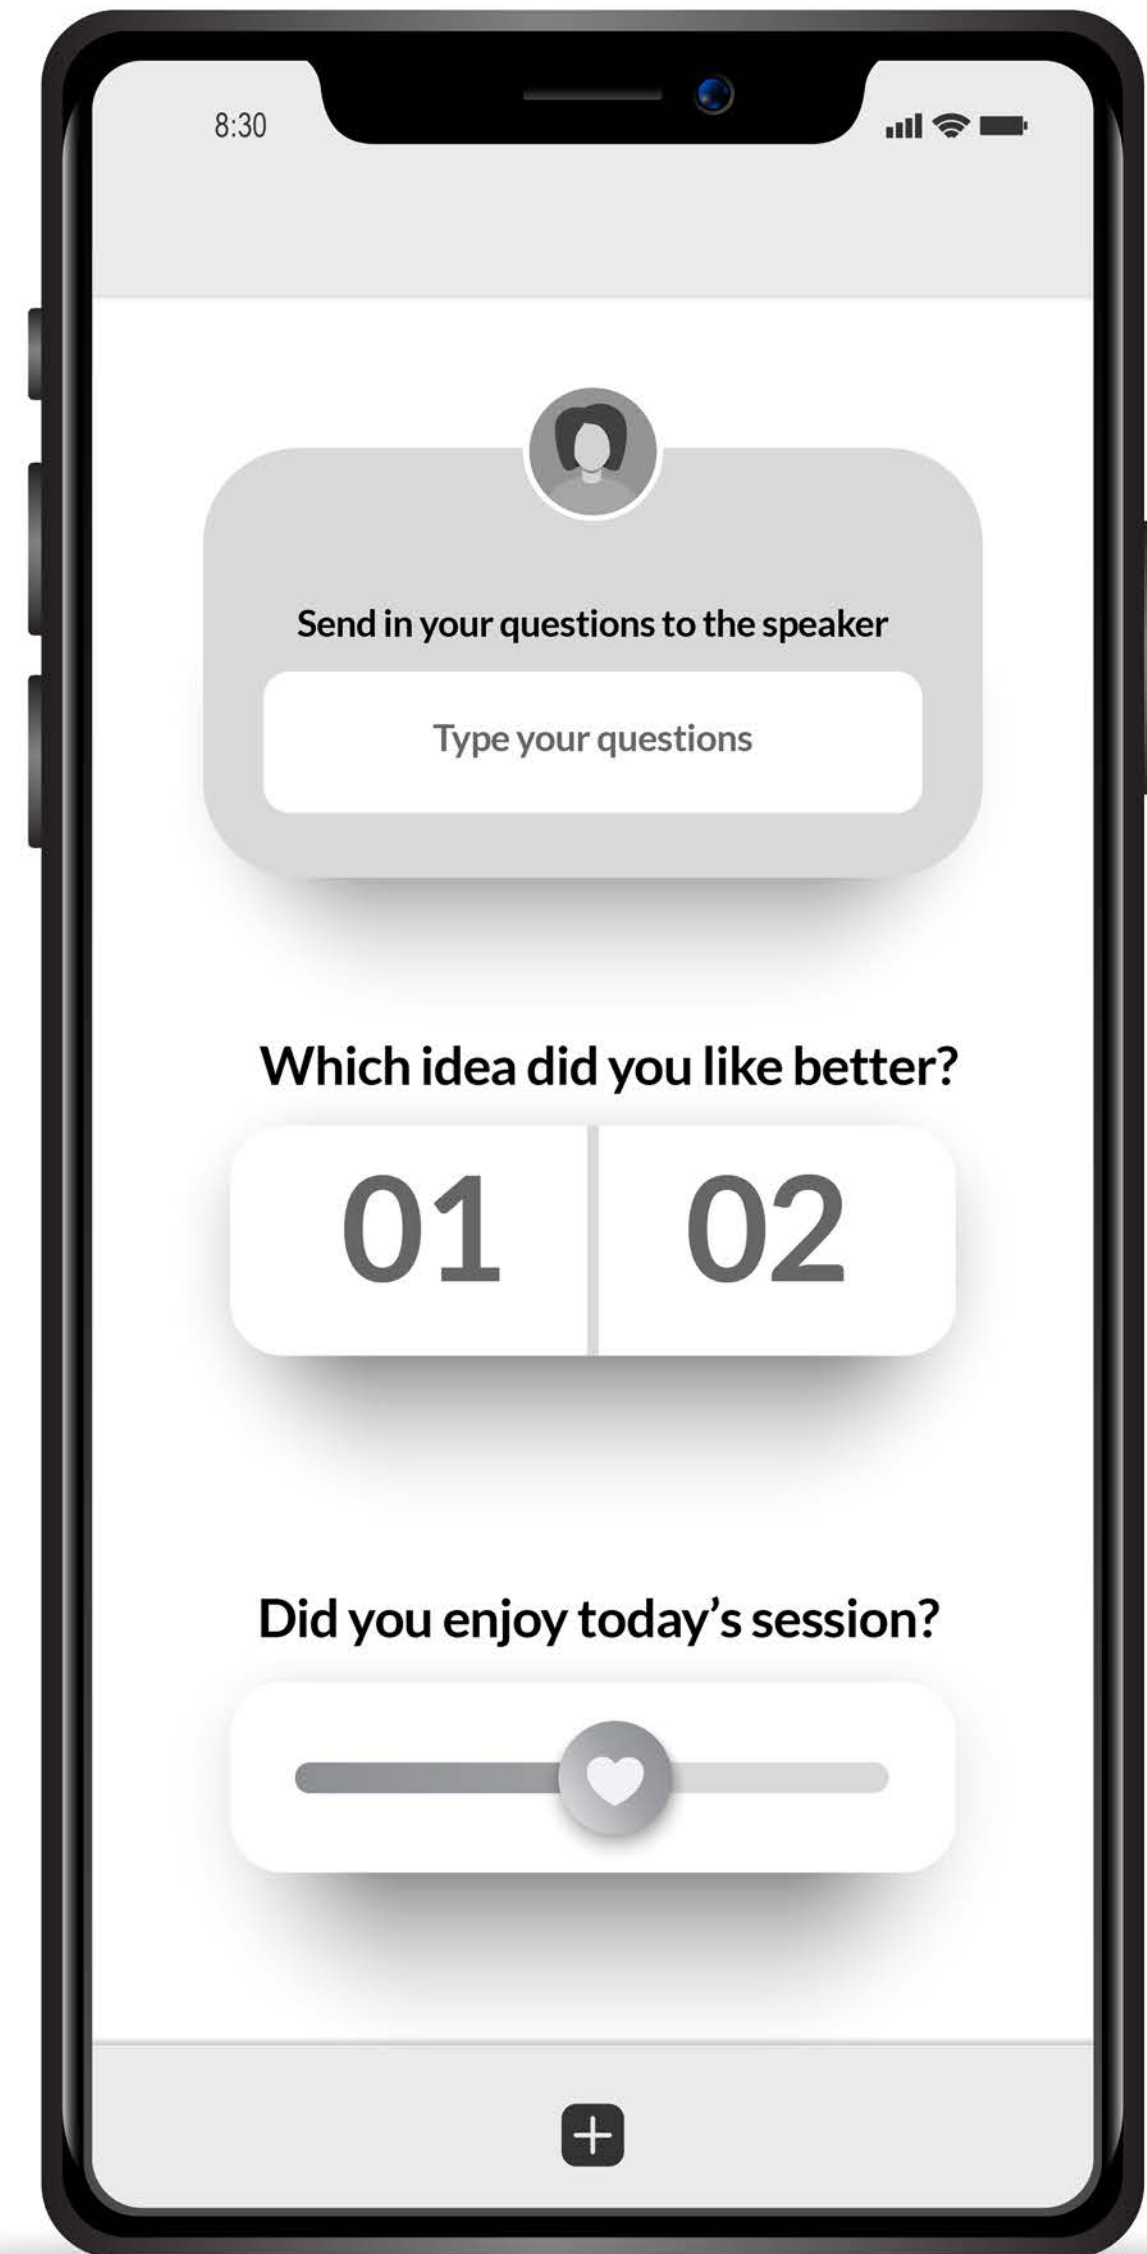 8:30
Send in your questions to the speaker
Type your questions
Which idea did you like better?
01 02
Did you enjoy today’s session?